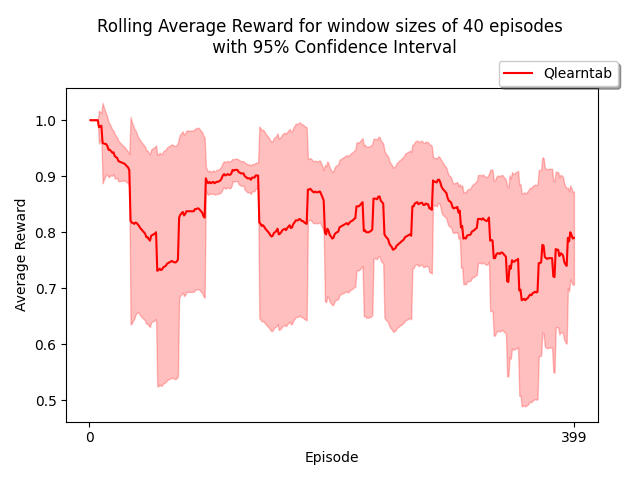 Rolling Average Reward for window sizes of 40 episodes
with 95% Confidence Interval
Qlearntab
1.0
0.9
0.8
0.7
0.6
0.5
Average Reward
0
399
Episode